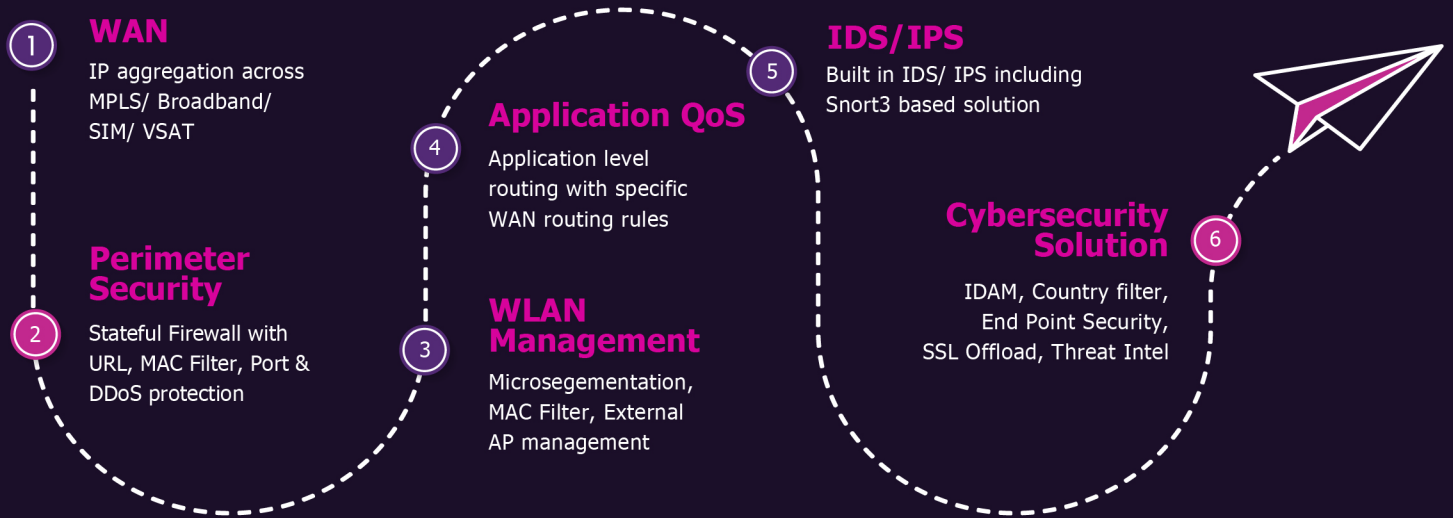 1
WAN
IP aggregation across
MPLS/ Broadband/
SIM/ VSAT
2
Perimeter
Security
Stateful Firewall with
URL, MAC Filter, Port &
DDoS protection
3
WLAN
Management
Microsegementation,
MAC Filter, External
AP management
4
Application QoS
Application level
routing with specific
WAN routing rules
5
IDS/IPS
Built in IDS/ IPS including
Snort3 based solution
6
Cybersecurity
Solution
IDAM, Country filter,
End Point Security,
SSL Offload, Threat Intel